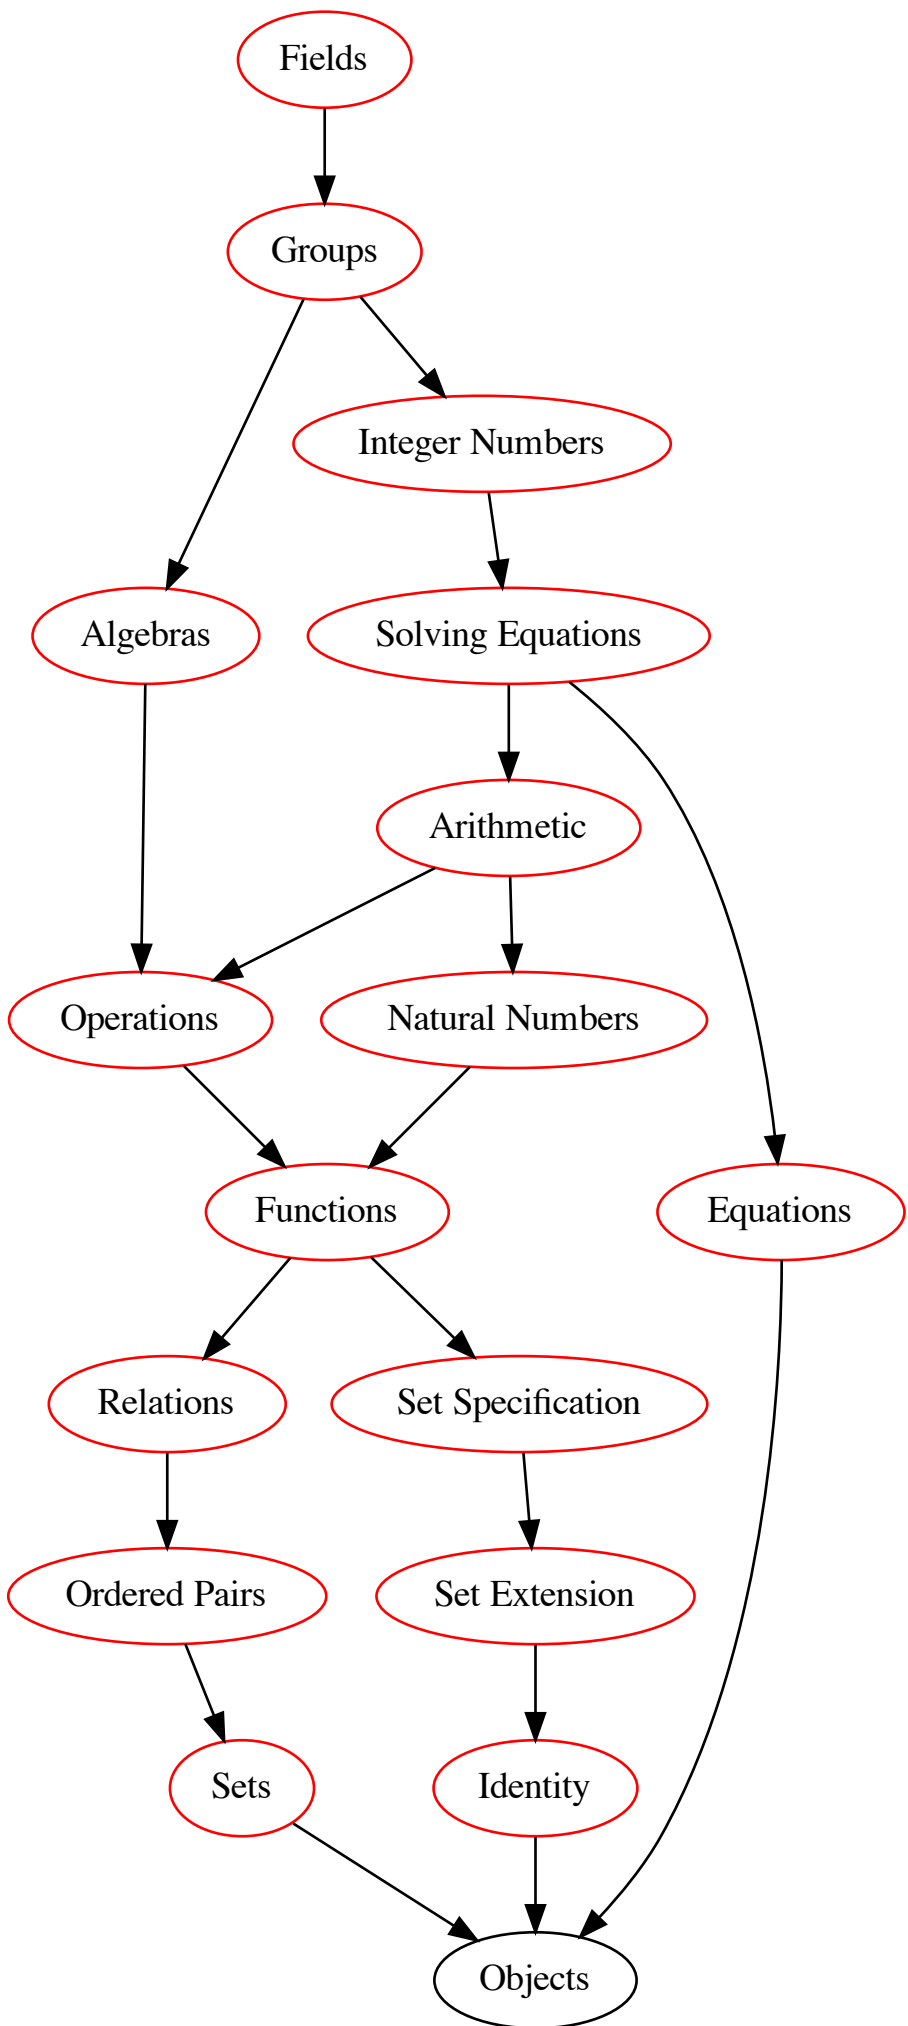 Fields
Groups
Integer Numbers
Algebras
Solving Equations
Arithmetic
Operations
Natural Numbers
Functions
Equations
Relations
Set Specification
Ordered Pairs
Set Extension
Sets
Identity
Objects